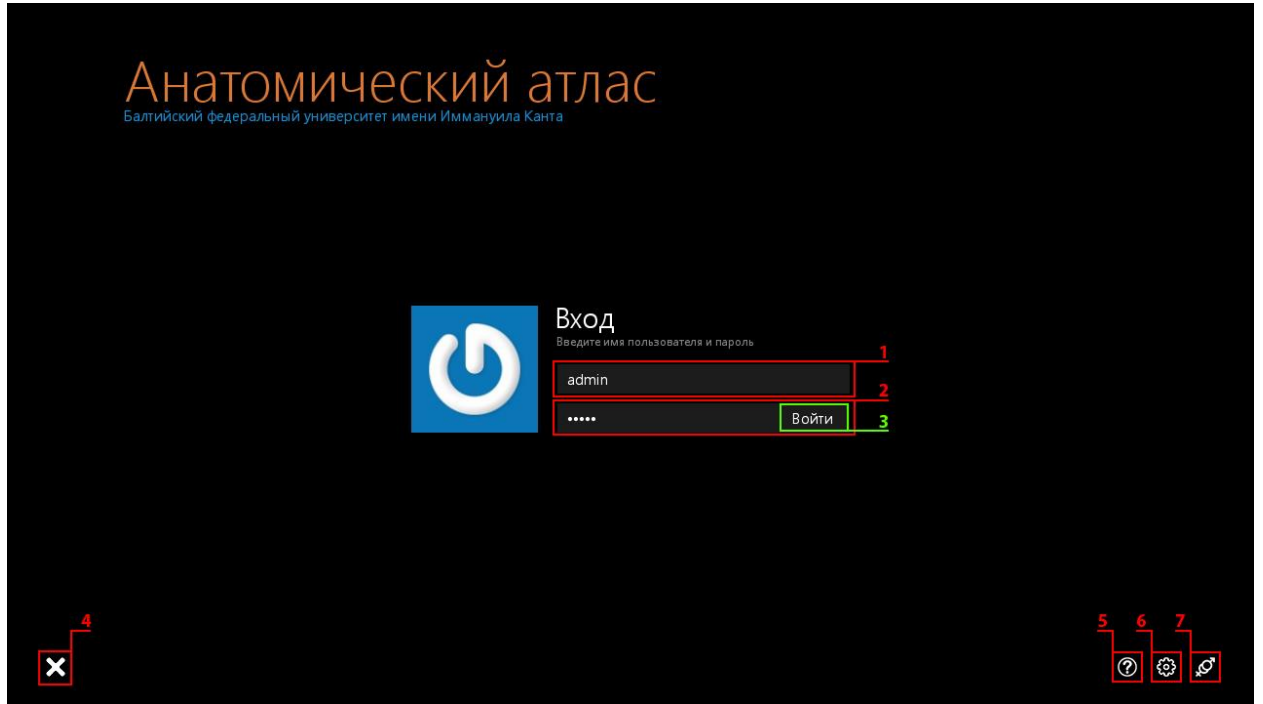 Анатомический атлас
Балтийский федеральный университет имени Иммануила Канта
Вход
Введите имя пользователя и пароль
1
admin
2
••••• Войти
3
4
5 6 7